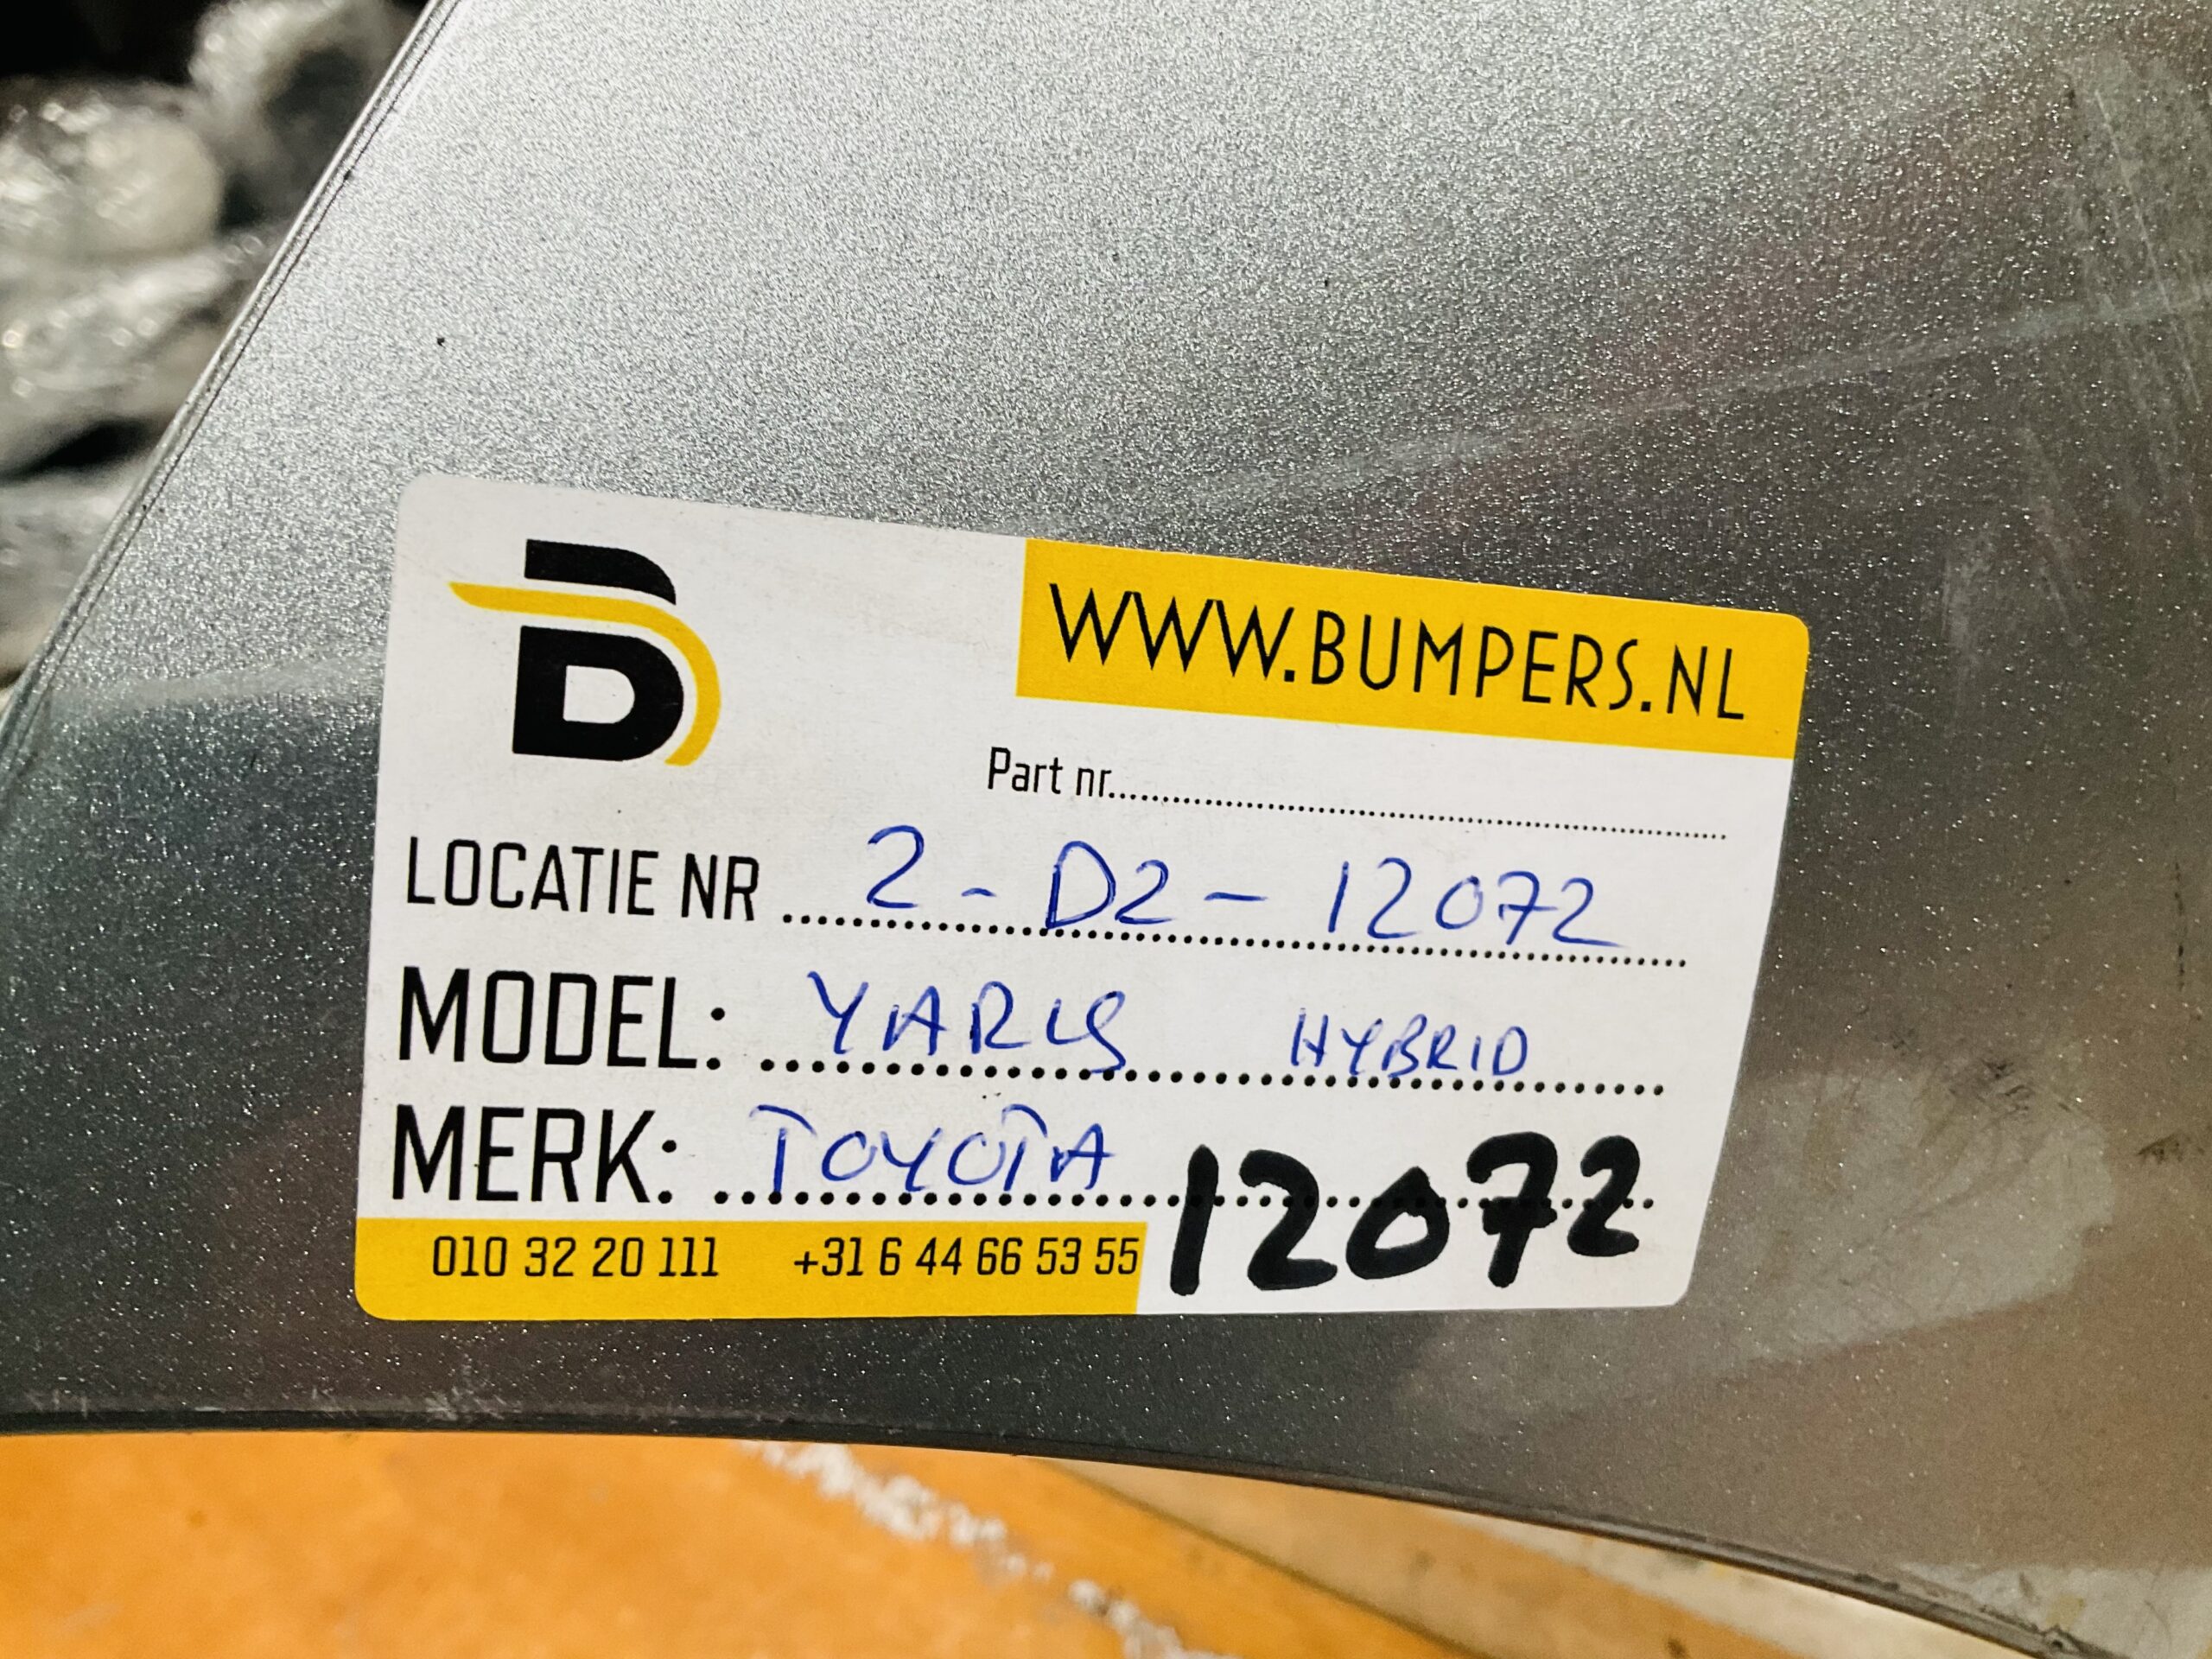 B
WWW.BUMPERS.NL
Part nr..............................
LOCATIE NR 2 - D2 - 12072
MODEL: YARIS HYBRID
MERK: TOYOTA
12072
010 32 20 111 +31 6 44 66 53 55